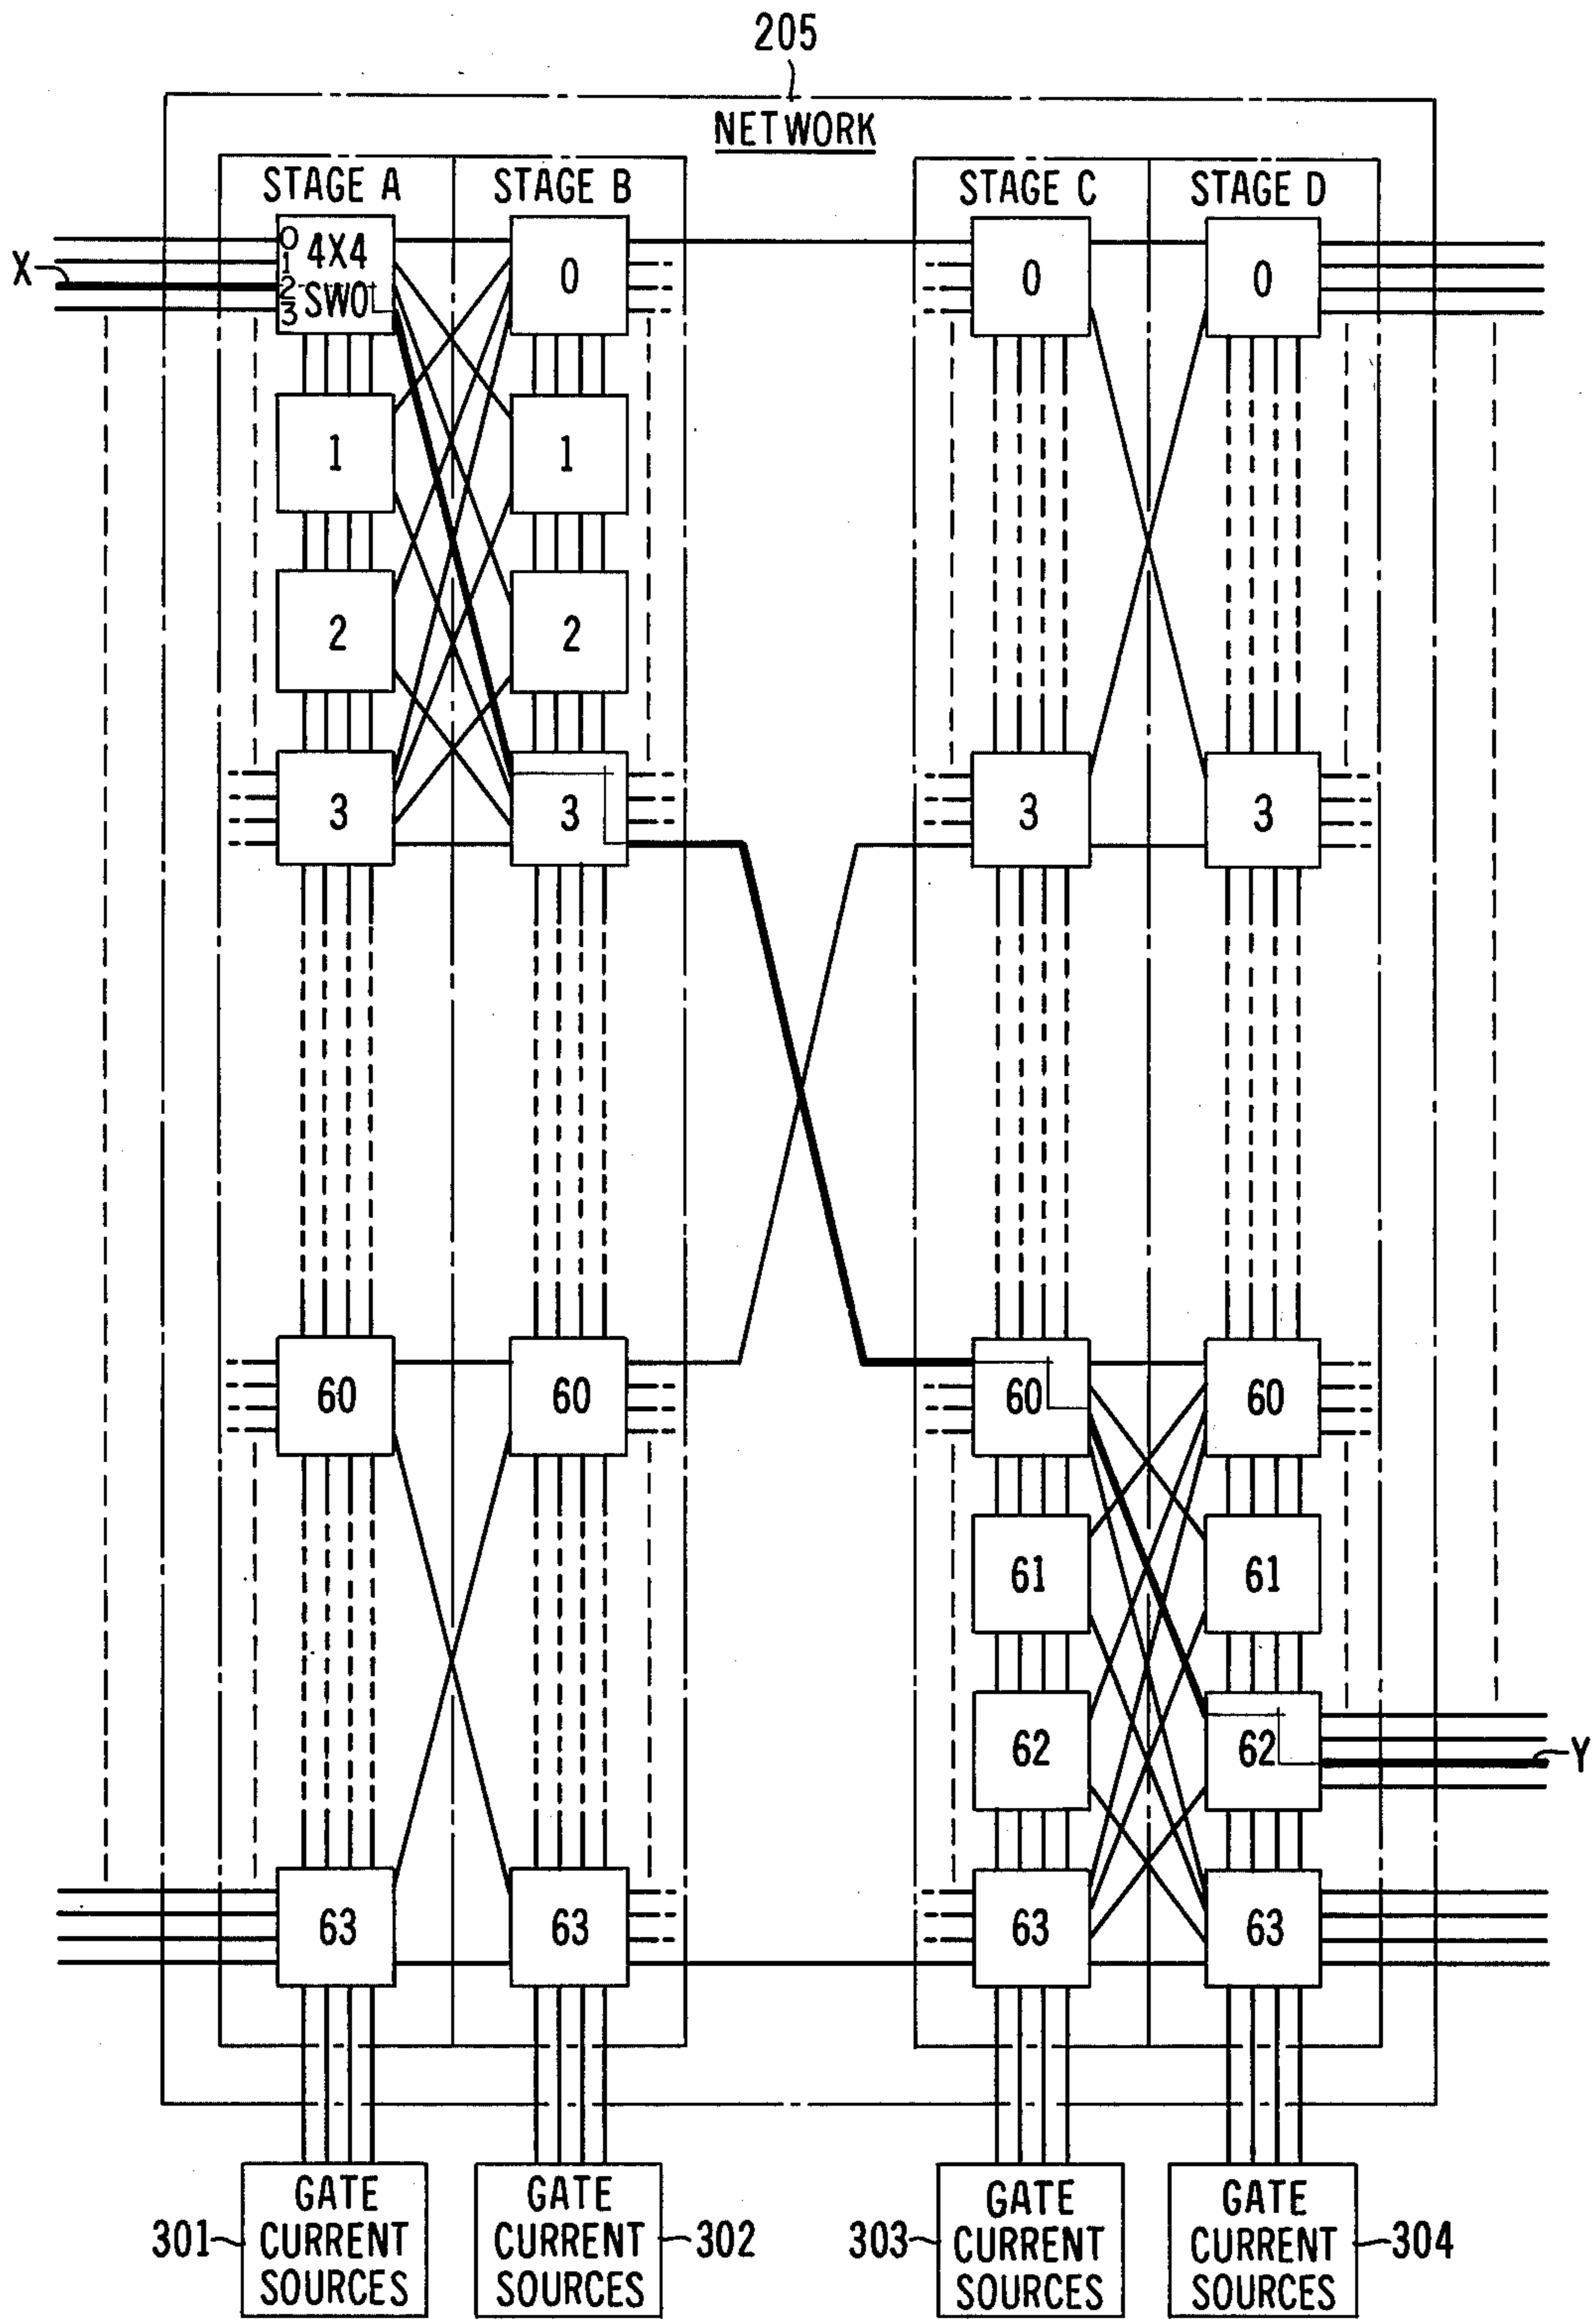 205
NETWORK
STAGE A
STAGE B
STAGE C
STAGE D
X
0
1
2
3
4X4
SW0
0
0
0
1
1
2
2
3
3
3
3
60
60
60
60
61
61
62
62
Y
63
63
63
63
301
GATE
CURRENT
SOURCES
GATE
CURRENT
SOURCES
302
303
GATE
CURRENT
SOURCES
GATE
CURRENT
SOURCES
304